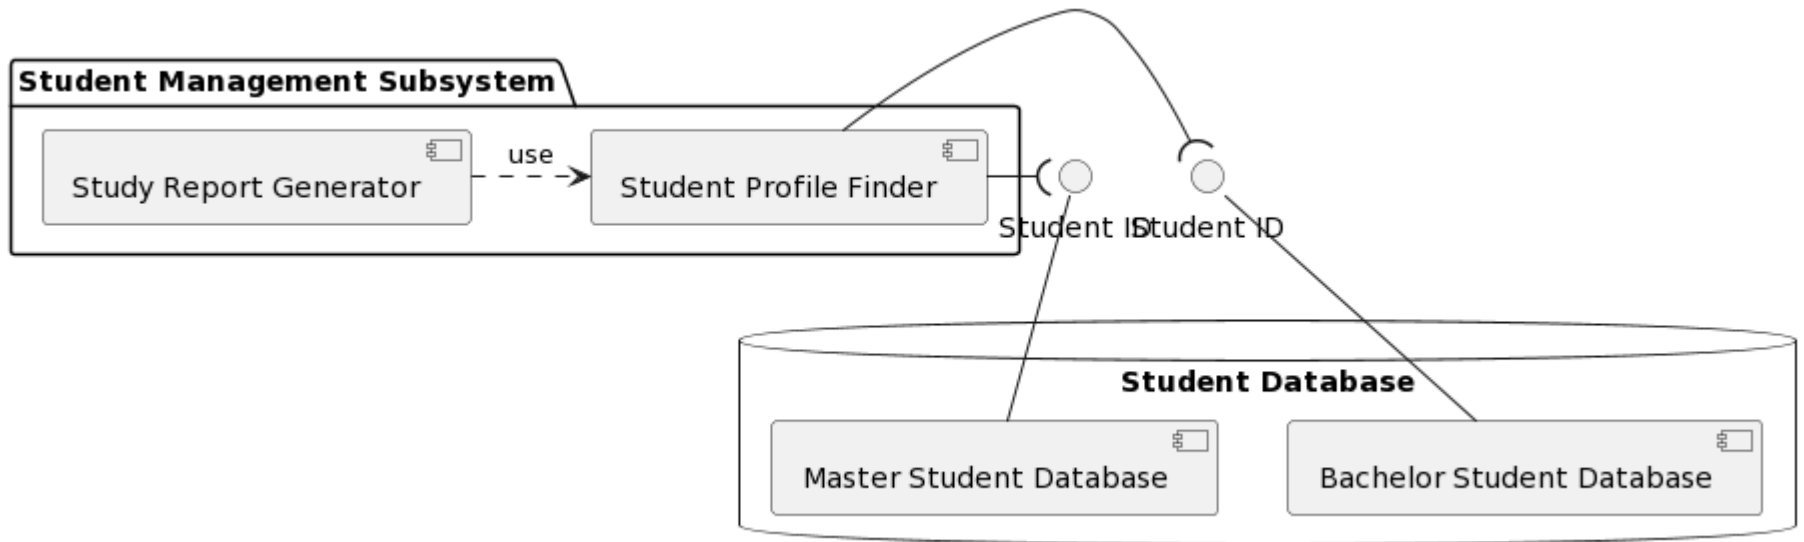 Student Management Subsystem
use
Study Report Generator
Student Profile Finder
Student ID
Student ID
Student Database
Master Student Database
Bachelor Student Database